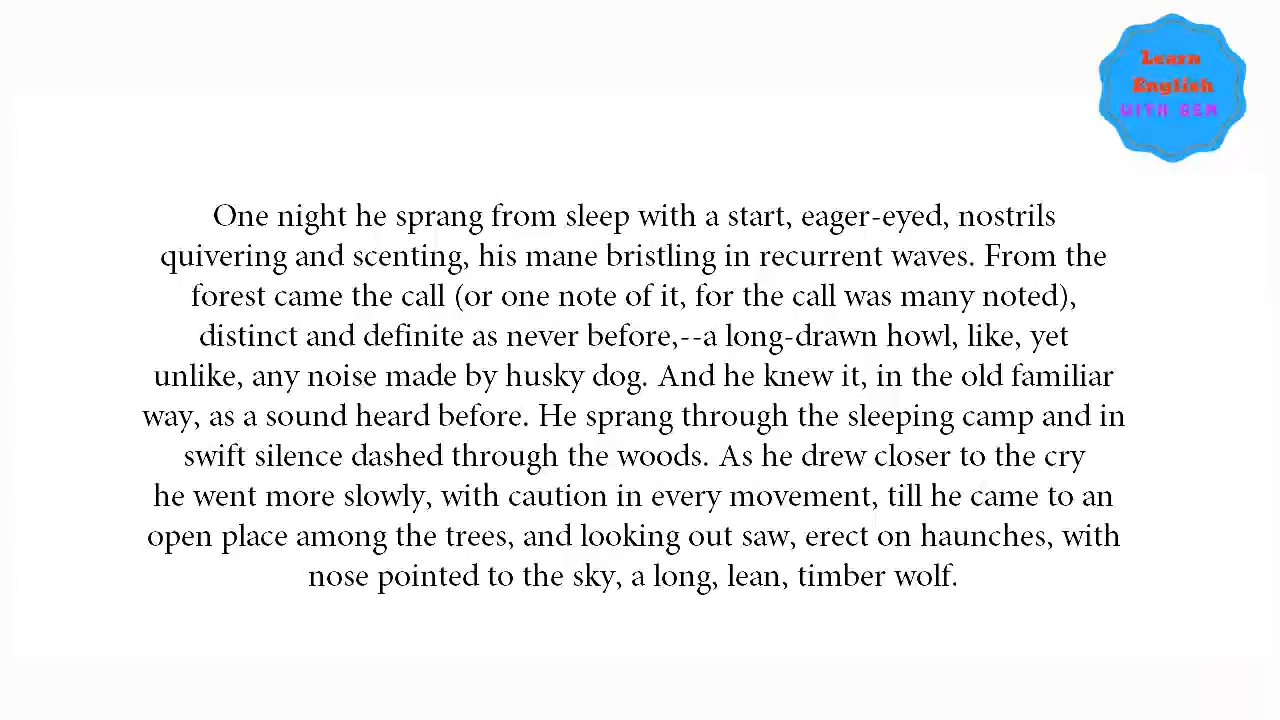 Learn
English
WITH GEM
One night he sprang from sleep with a start, eager-eyed, nostrils
quivering and scenting, his mane bristling in recurrent waves. From the
forest came the call (or one note of it, for the call was many noted),
distinct and definite as never before,--a long-drawn howl, like, yet
unlike, any noise made by husky dog. And he knew it, in the old familiar
way, as a sound heard before. He sprang through the sleeping camp and in
swift silence dashed through the woods. As he drew closer to the cry
he went more slowly, with caution in every movement, till he came to an
open place among the trees, and looking out saw, erect on haunches, with
nose pointed to the sky, a long, lean, timber wolf.